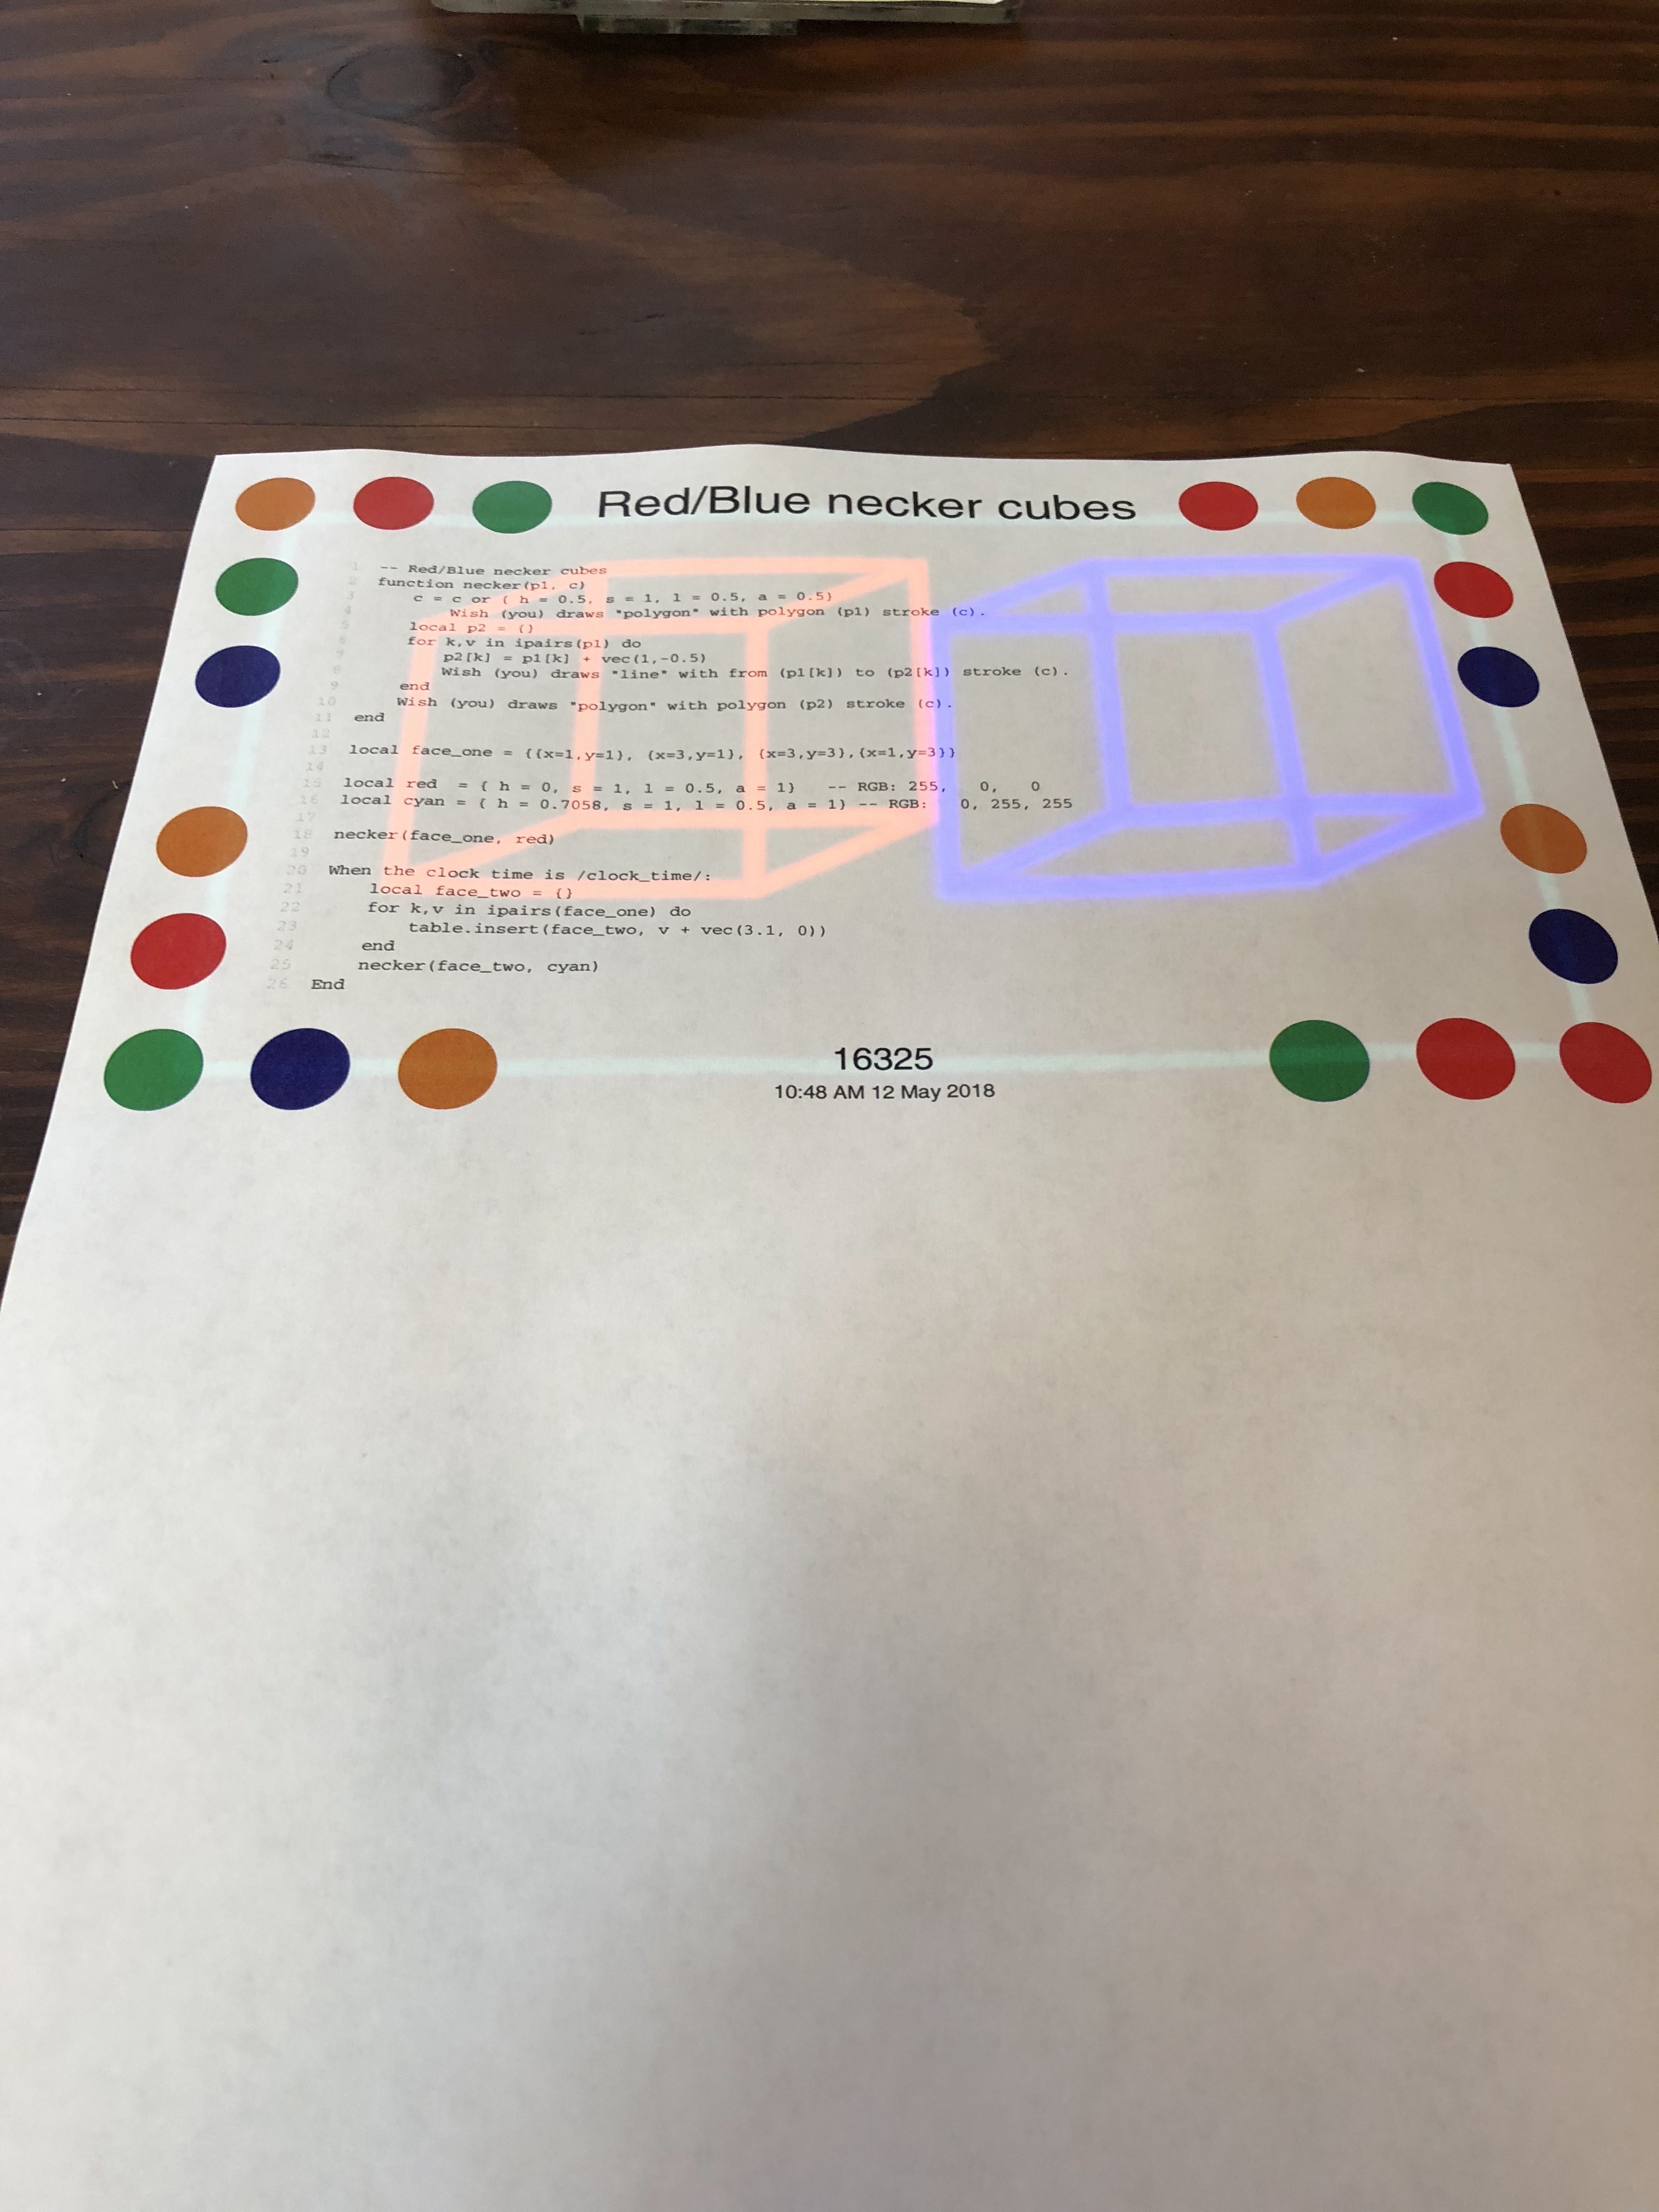 Red/Blue necker cubes
1 -- Red/Blue necker cubes
2 function necker(p1, c)
3 c = c or { h = 0.5, s = 1, l = 0.5, a = 0.5}
4 Wish (you) draws "polygon" with polygon (p1) stroke (c).
5 local p2 = {}
6 for k,v in ipairs(p1) do
7 p2[k] = p1[k] + vec(1,-0.5)
8 Wish (you) draws "line" with from (p1[k]) to (p2[k]) stroke (c).
9 end
10 Wish (you) draws "polygon" with polygon (p2) stroke (c).
11 end
12
13 local face_one = {{x=1,y=1}, {x=3,y=1}, {x=3,y=3},{x=1,y=3}}
14
15 local red = { h = 0, s = 1, l = 0.5, a = 1} -- RGB: 255, 0, 0
16 local cyan = { h = 0.7058, s = 1, l = 0.5, a = 1} -- RGB: 0, 255, 255
17
18 necker(face_one, red)
19
20 When the clock time is /clock_time/:
21 local face_two = {}
22 for k,v in ipairs(face_one) do
23 table.insert(face_two, v + vec(3.1, 0))
24 end
25 necker(face_two, cyan)
26 End
16325
10:48 AM 12 May 2018